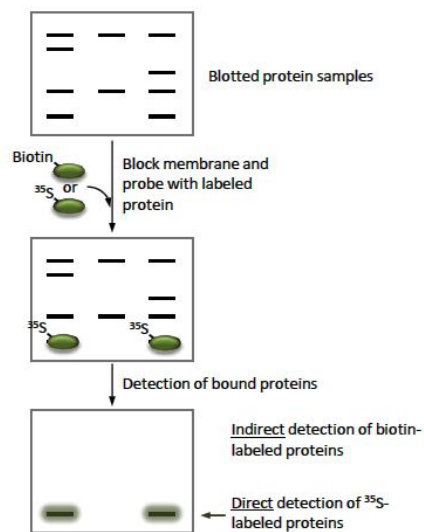 Blotted protein samples
Biotin
or
³⁵S
Block membrane and
probe with labeled
protein
³⁵S
³⁵S
Detection of bound proteins
Indirect detection of biotin-
labeled proteins
Direct detection of ³⁵S-
labeled proteins